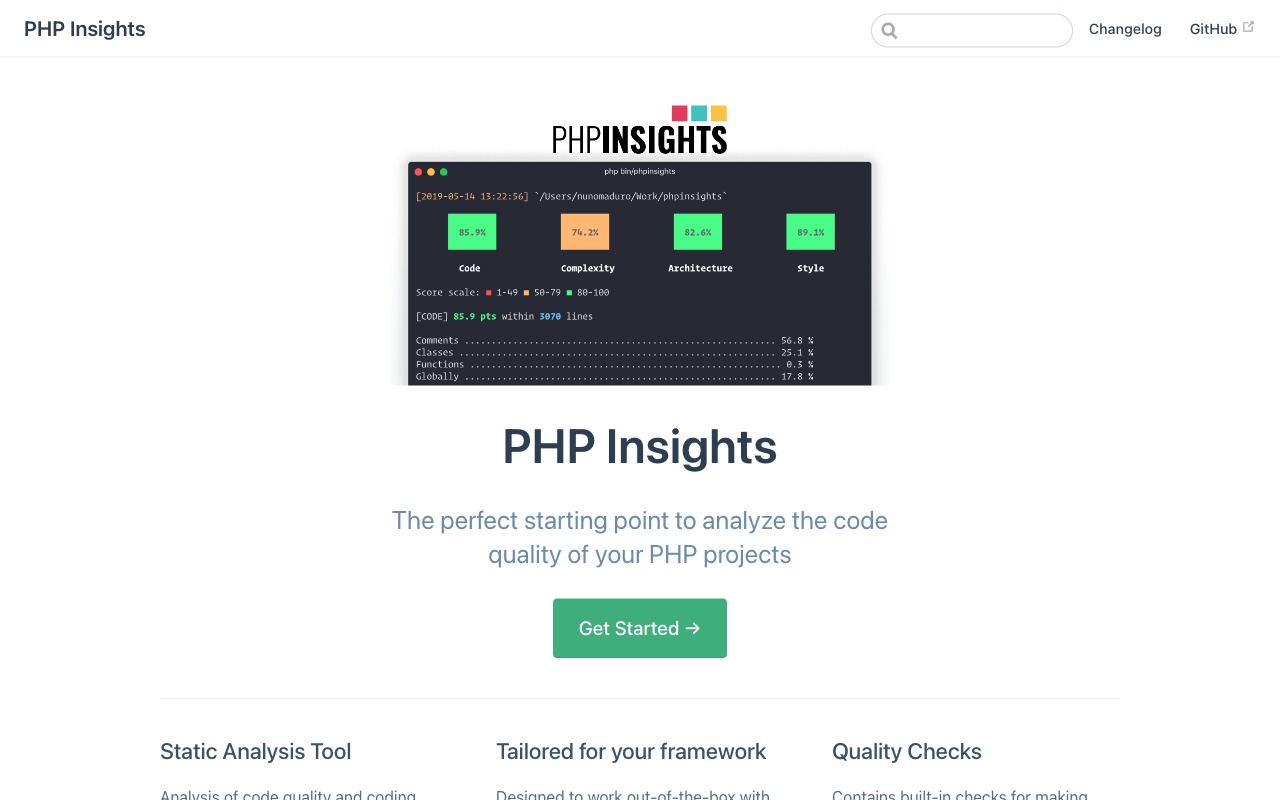 PHP Insights
Changelog
GitHub
PHPINSIGHTS
php bin/phpinsights
[2019-05-14 13:22:56] `/Users/nunomaduro/Work/phpinsights`
85.9% 74.2% 82.6% 89.1%
Code Complexity Architecture Style
Score scale: 1-49 50-79 80-100
[CODE] 85.9 pts within 3070 lines
Comments ........................................................ 56.8 %
Classes ......................................................... 25.1 %
Functions ........................................................ 0.3 %
Globally ........................................................ 17.8 %
PHP Insights
The perfect starting point to analyze the code
quality of your PHP projects
Get Started →
Static Analysis Tool
Analysis of code quality and coding
Tailored for your framework
Designed to work out-of-the-box with
Quality Checks
Contains built-in checks for making